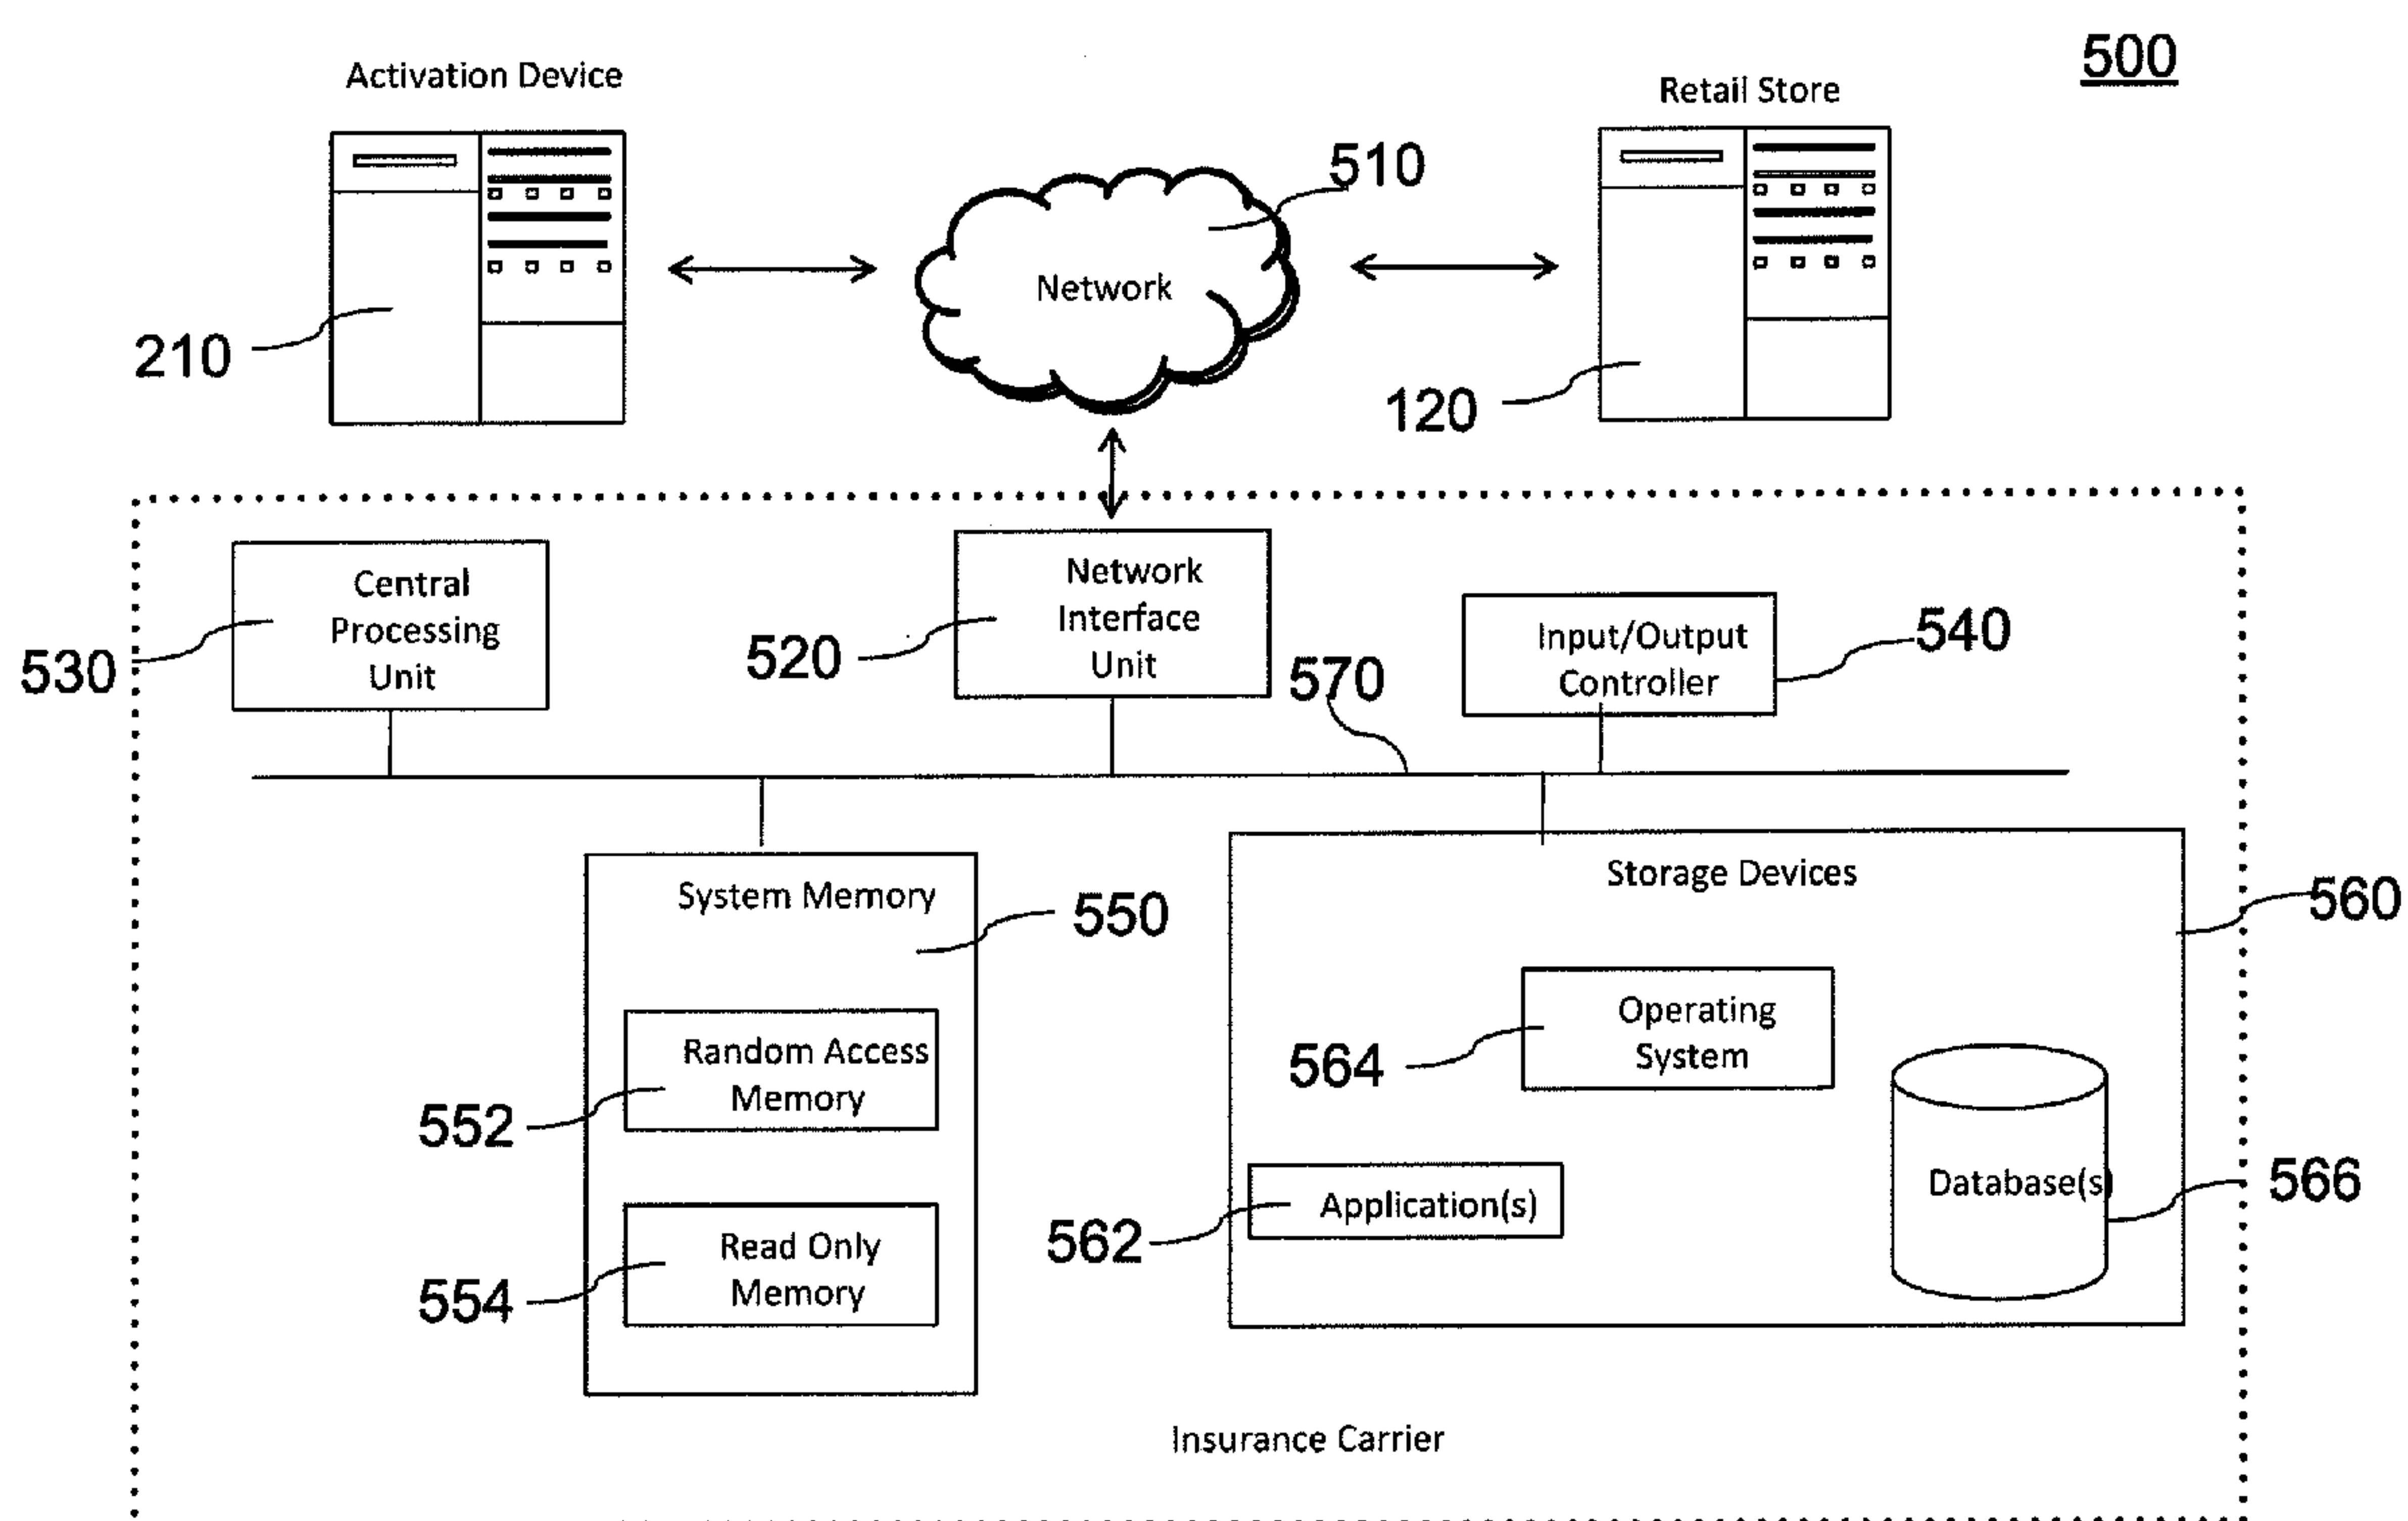 500
Activation Device
Retail Store
510
Network
210
120
Central
Processing
Unit
530
Network
Interface
Unit
520
570
Input/Output
Controller
540
System Memory
550
Random Access
Memory
552
Read Only
Memory
554
Storage Devices
560
Operating
System
564
Application(s)
562
Database(s)
566
Insurance Carrier